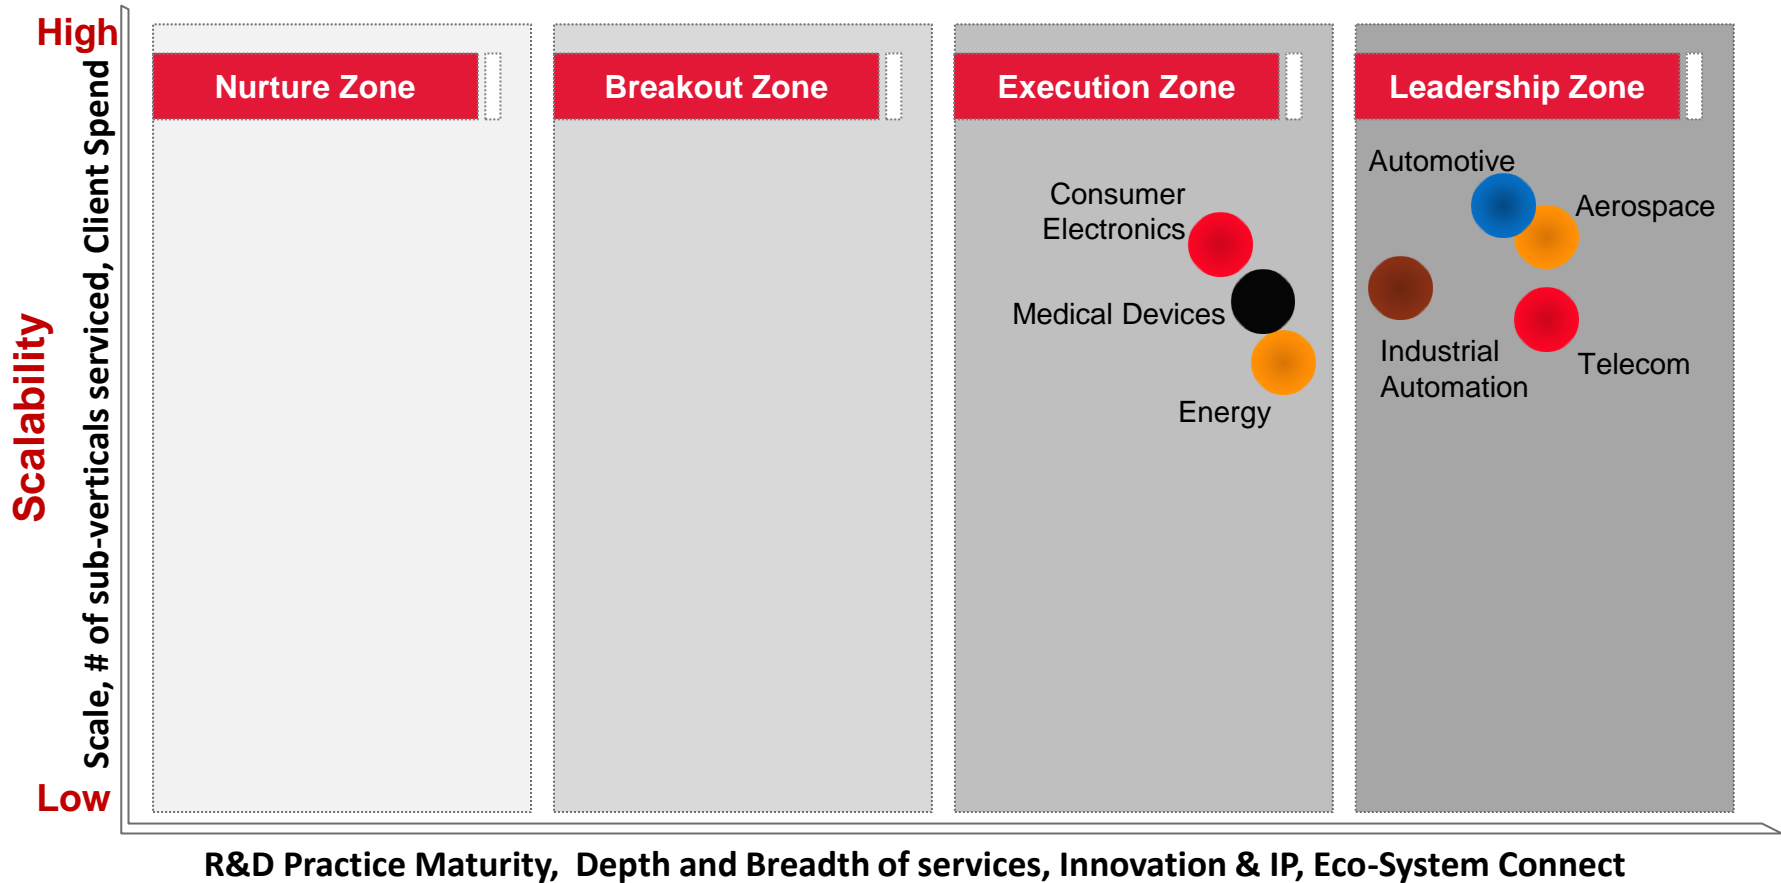 High
Nurture Zone
Breakout Zone
Execution Zone
Leadership Zone
Scalability
Scale, # of sub-verticals serviced, Client Spend
Consumer
Electronics
Medical Devices
Energy
Automotive
Aerospace
Industrial
Automation
Telecom
Low
R&D Practice Maturity,  Depth and Breadth of services, Innovation & IP, Eco-System Connect